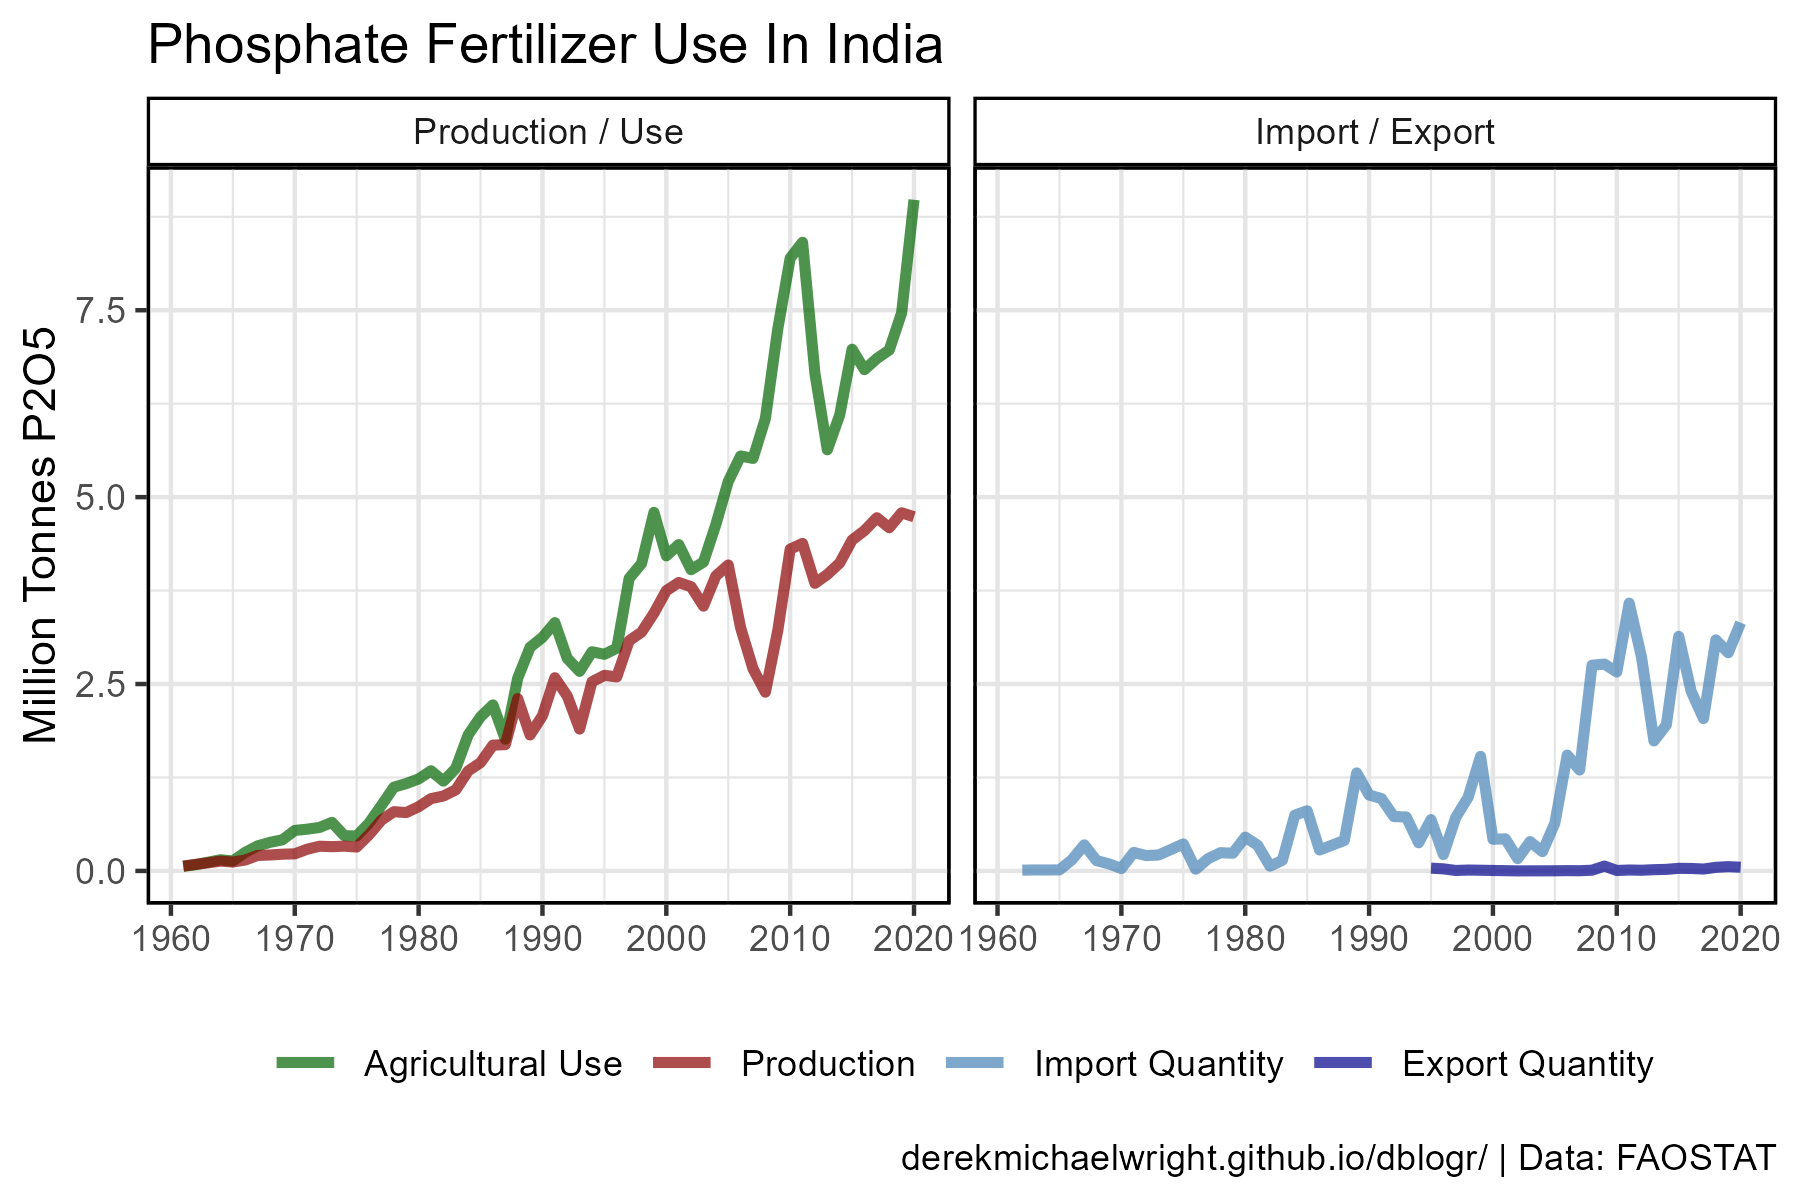 Phosphate Fertilizer Use In India
Production / Use
Import / Export
Million Tonnes P2O5
7.5
5.0
2.5
0.0
1960 1970 1980 1990 2000 2010 2020
1960 1970 1980 1990 2000 2010 2020
Agricultural Use Production Import Quantity Export Quantity
derekmichaelwright.github.io/dblogr/ | Data: FAOSTAT